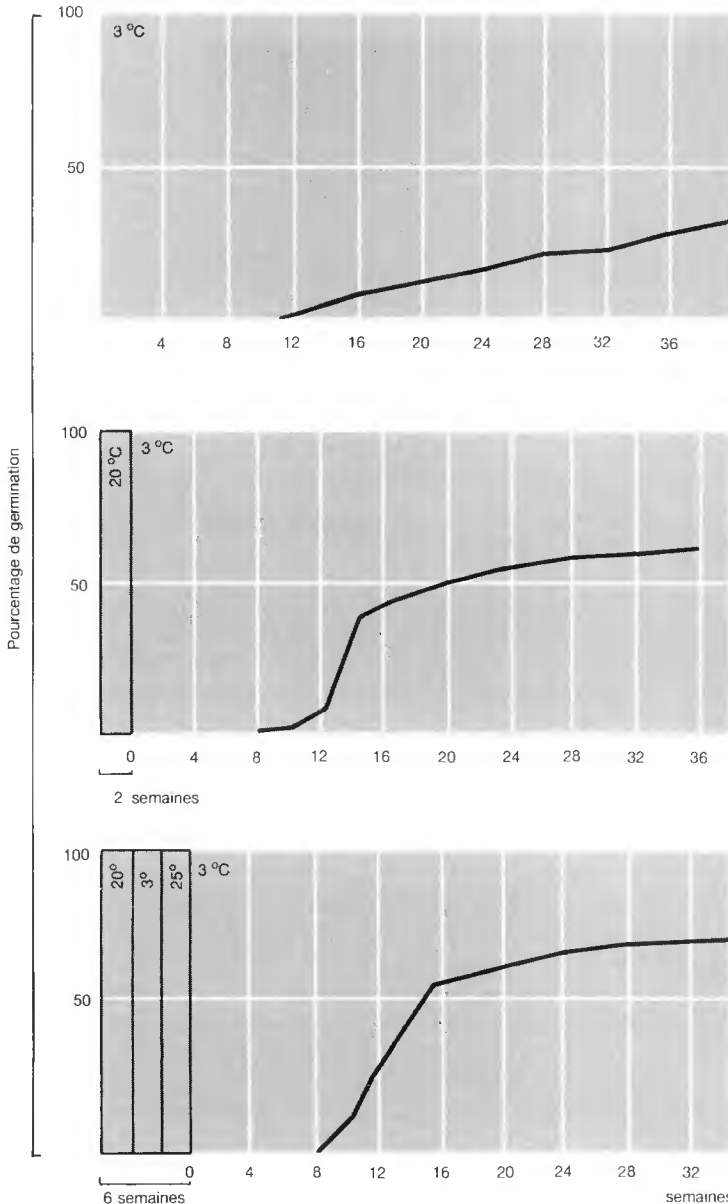 Pourcentage de germination
100
3 °C
50
4 8 12 16 20 24 28 32 36
100
20 °C
3 °C
50
0 4 8 12 16 20 24 28 32 36
2 semaines
100
20°
3°
25°
3 °C
50
0 4 8 12 16 20 24 28 32
6 semaines
semaines